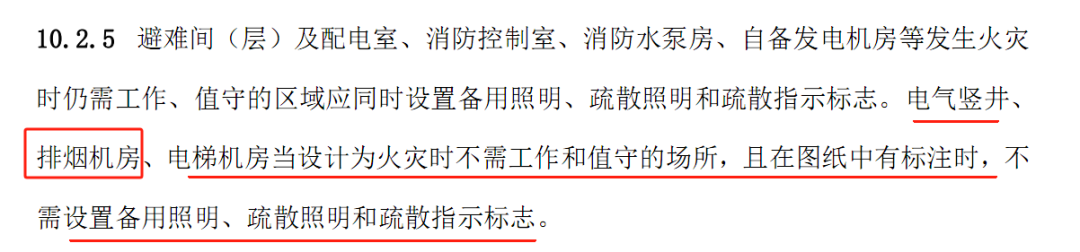 10.2.5 避难间（层）及配电室、消防控制室、消防水泵房、自备发电机房等发生火灾
时仍需工作、值守的区域应同时设置备用照明、疏散照明和疏散指示标志。电气竖井、
排烟机房、电梯机房当设计为火灾时不需工作和值守的场所，且在图纸中有标注时，不
需设置备用照明、疏散照明和疏散指示标志。